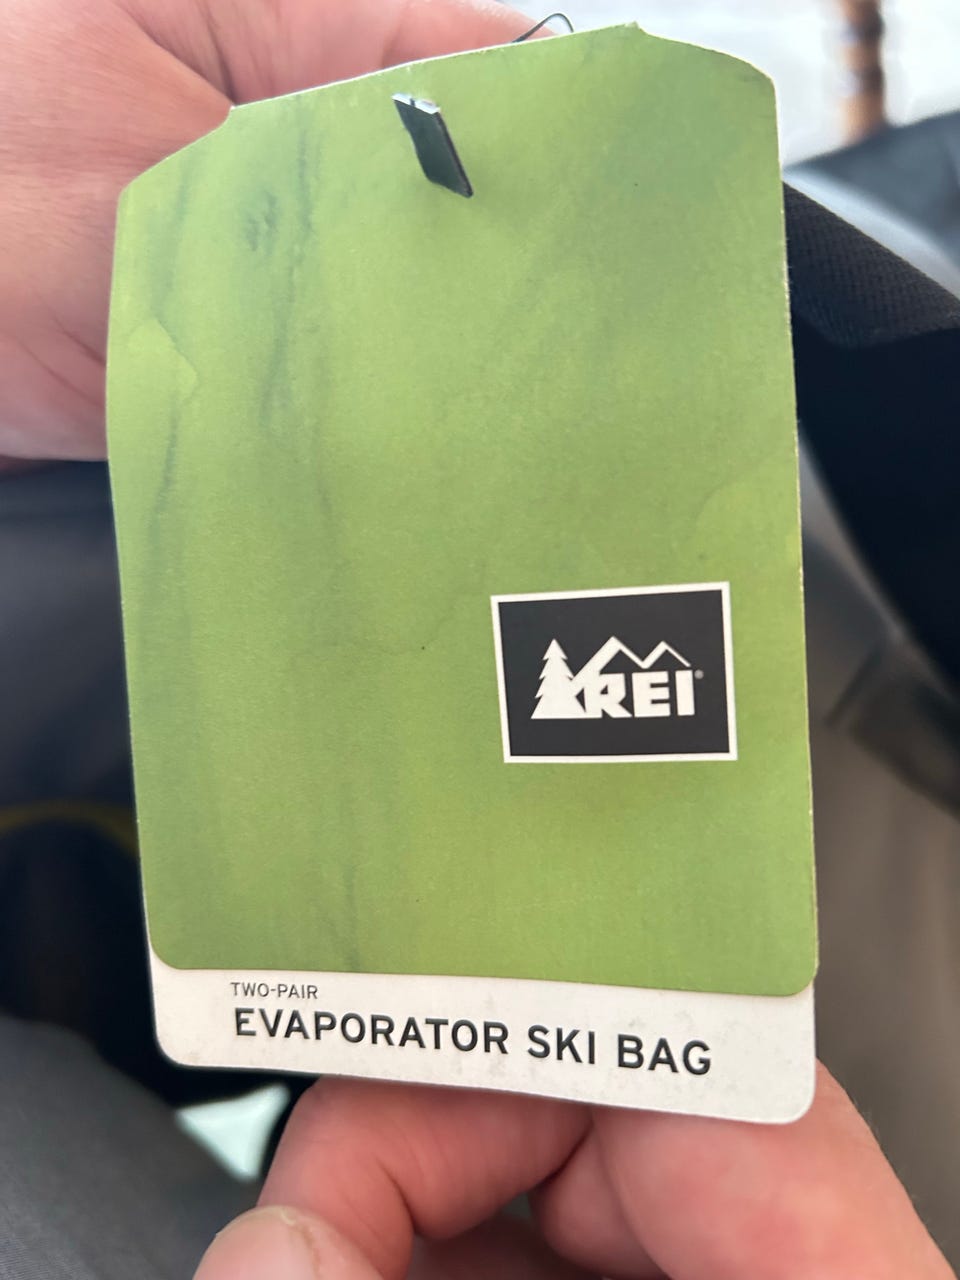 REI®
TWO-PAIR
EVAPORATOR SKI BAG